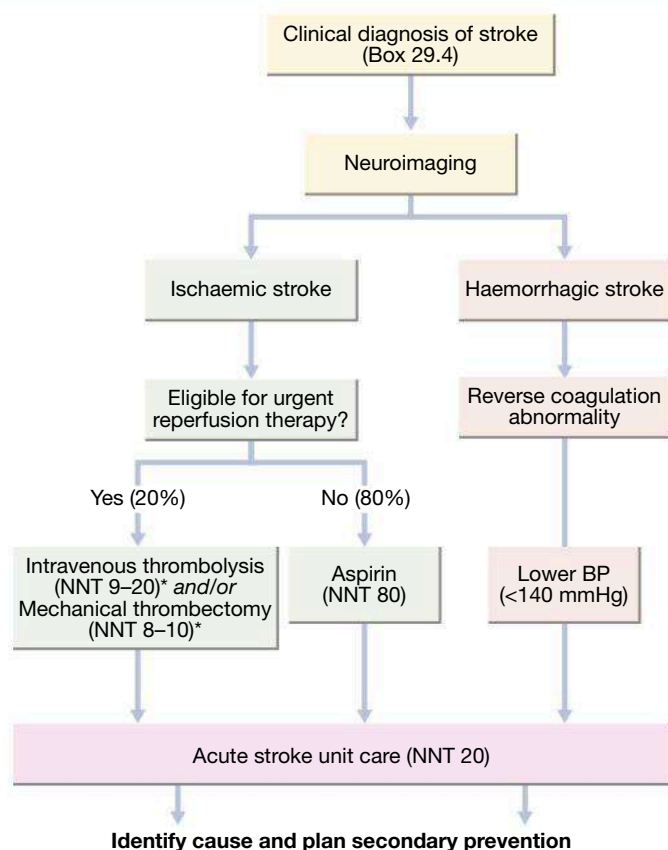 Clinical diagnosis of stroke
(Box 29.4)
Neuroimaging
Ischaemic stroke
Haemorrhagic stroke
Eligible for urgent
reperfusion therapy?
Reverse coagulation
abnormality
Yes (20%)
No (80%)
Intravenous thrombolysis
(NNT 9–20)* and/or
Mechanical thrombectomy
(NNT 8–10)*
Aspirin
(NNT 80)
Lower BP
(<140 mmHg)
Acute stroke unit care (NNT 20)
Identify cause and plan secondary prevention